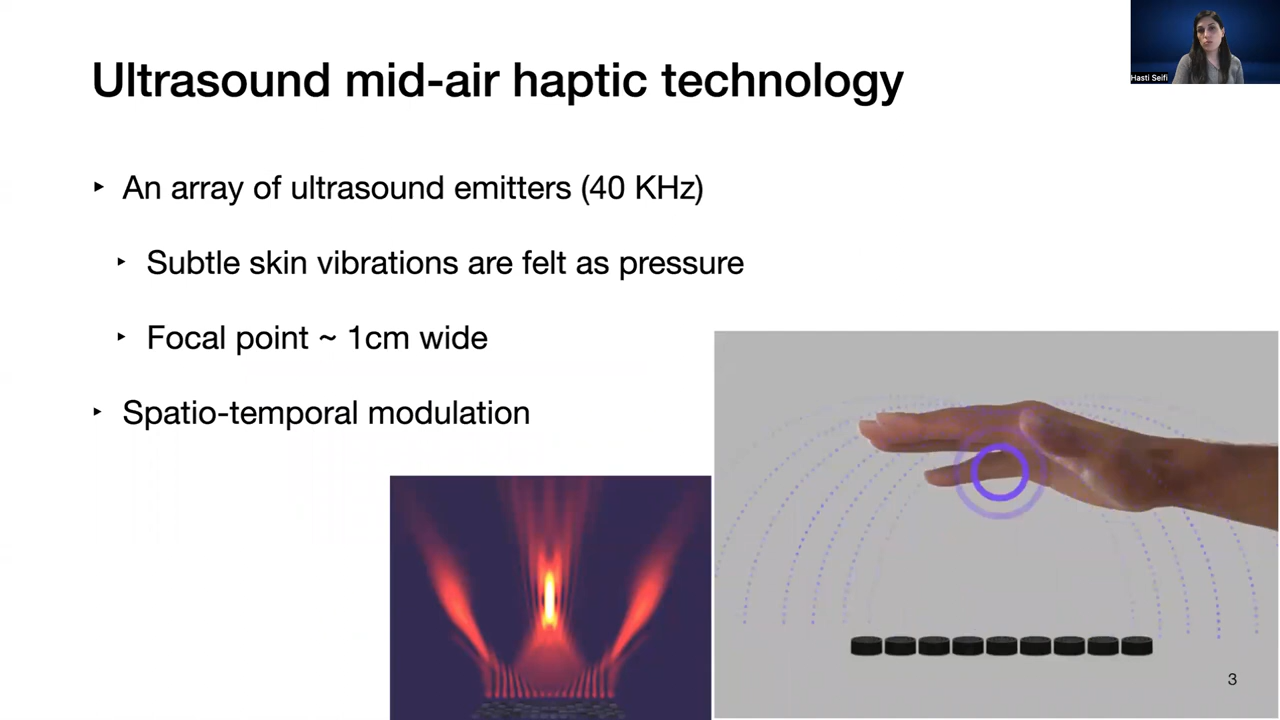 Ultrasound mid-air haptic technology
Hasti Seifi
‣ An array of ultrasound emitters (40 KHz)
‣ Subtle skin vibrations are felt as pressure
‣ Focal point ~ 1cm wide
‣ Spatio-temporal modulation
3